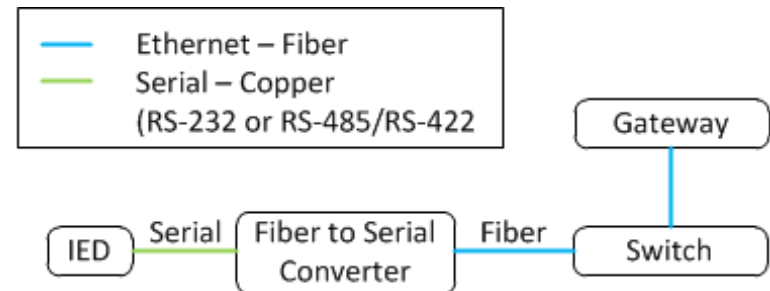 Ethernet – Fiber
Serial – Copper
(RS-232 or RS-485/RS-422
Gateway
IED
Serial
Fiber to Serial
Converter
Fiber
Switch